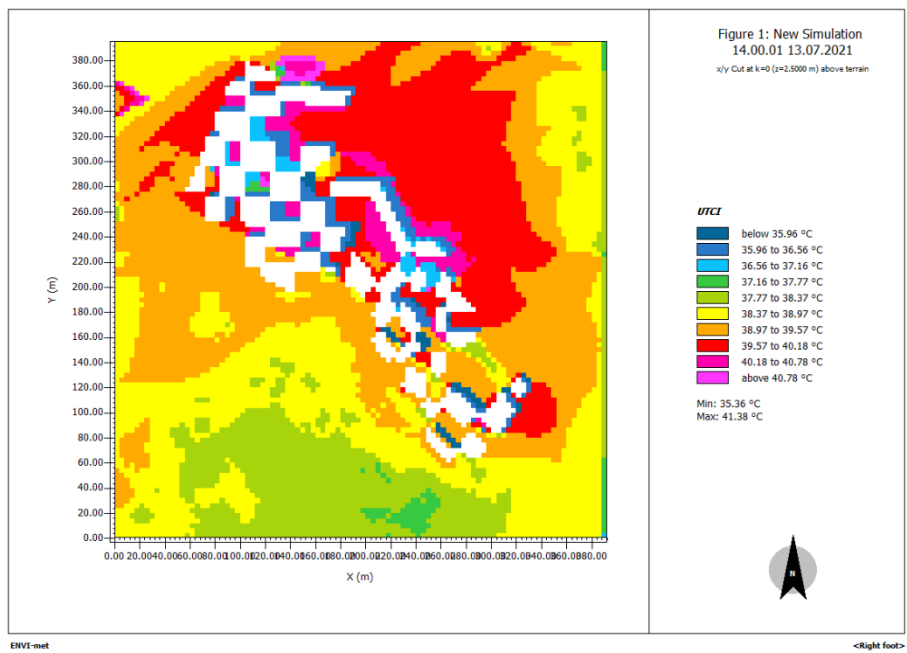 Figure 1: New Simulation
14.00.01 13.07.2021
x/y Cut at k=0 (z=2.5000 m) above terrain
UTCI
below 35.96 °C
35.96 to 36.56 °C
36.56 to 37.16 °C
37.16 to 37.77 °C
37.77 to 38.37 °C
38.37 to 38.97 °C
38.97 to 39.57 °C
39.57 to 40.18 °C
40.18 to 40.78 °C
above 40.78 °C
Min: 35.36 °C
Max: 41.38 °C
N
Y (m)
380.00
360.00
340.00
320.00
300.00
280.00
260.00
240.00
220.00
200.00
180.00
160.00
140.00
120.00
100.00
80.00
60.00
40.00
20.00
0.00
0.00 20.00 40.00 60.00 80.00 100.00 120.00 140.00 160.00 180.00 200.00 220.00 240.00 260.00 280.00 300.00 320.00 340.00 360.00 380.00
X (m)
ENVI-met
<Right foot>